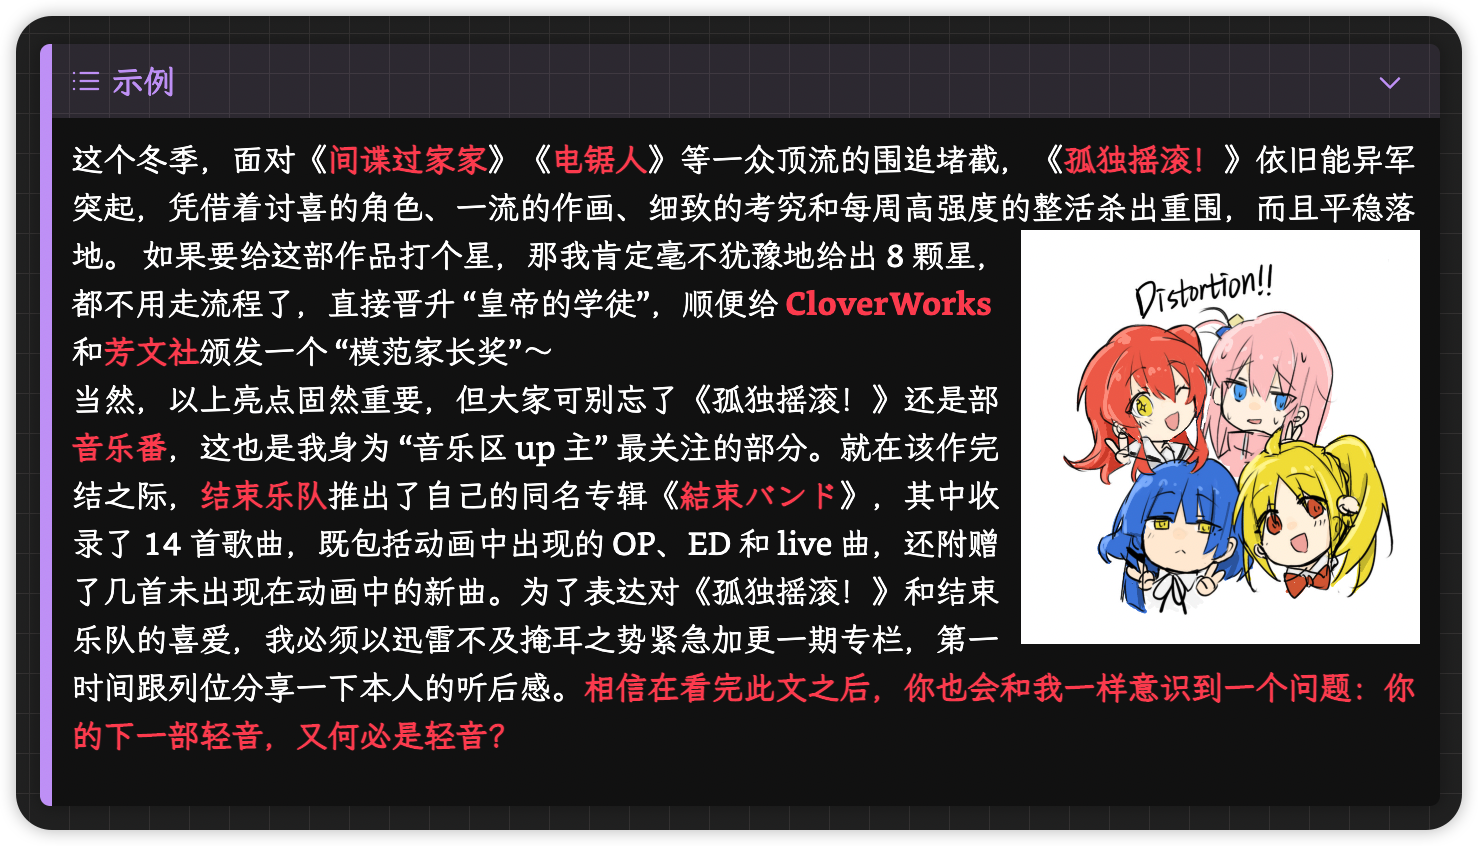 示例
这个冬季，面对《间谍过家家》《电锯人》等一众顶流的围追堵截，《孤独摇滚！》依旧能异军
突起，凭借着讨喜的角色、一流的作画、细致的考究和每周高强度的整活杀出重围，而且平稳落
地。 如果要给这部作品打个星，那我肯定毫不犹豫地给出 8 颗星，
都不用走流程了，直接晋升 “皇帝的学徒”，顺便给 CloverWorks
和芳文社颁发一个 “模范家长奖”～
当然，以上亮点固然重要，但大家可别忘了《孤独摇滚！》还是部
音乐番，这也是我身为 “音乐区 up 主” 最关注的部分。就在该作完
结之际，结束乐队推出了自己的同名专辑《結束バンド》，其中收
录了 14 首歌曲，既包括动画中出现的 OP、ED 和 live 曲，还附赠
了几首未出现在动画中的新曲。为了表达对《孤独摇滚！》和结束
乐队的喜爱，我必须以迅雷不及掩耳之势紧急加更一期专栏，第一
时间跟列位分享一下本人的听后感。相信在看完此文之后，你也会和我一样意识到一个问题：你
的下一部轻音，又何必是轻音？
Distortion!!